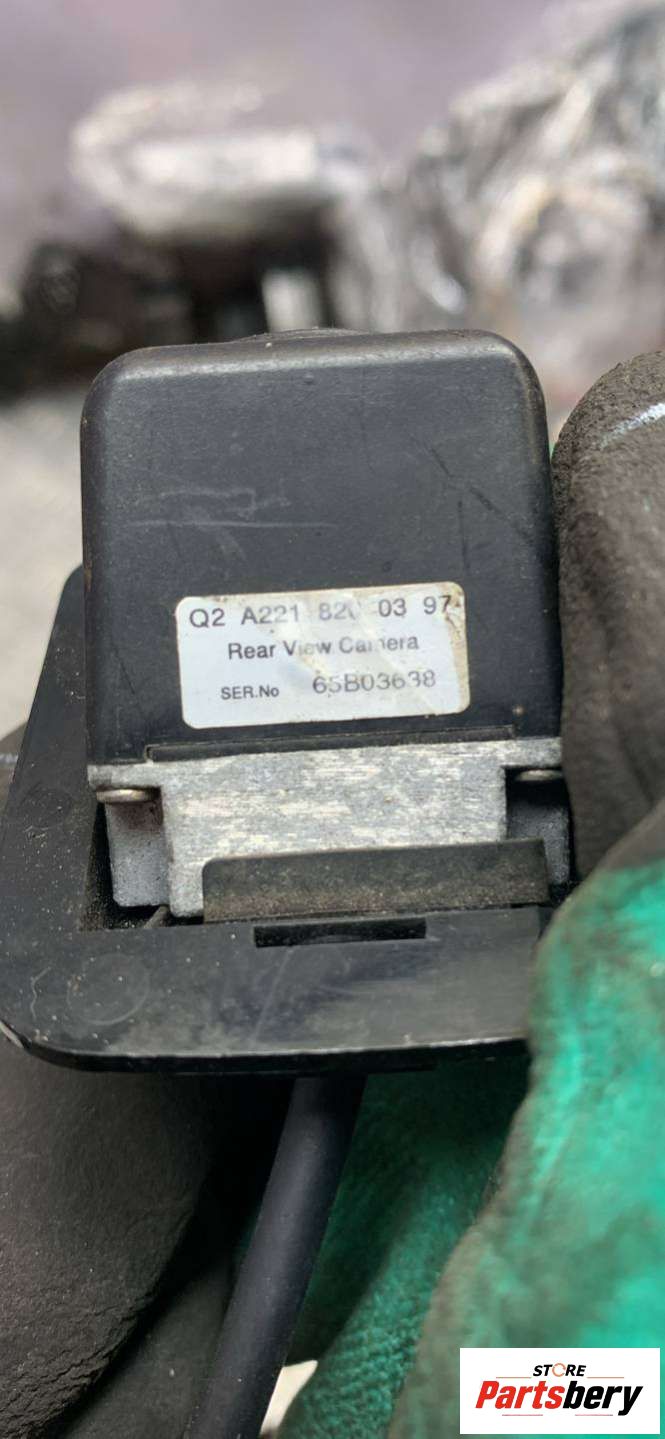 Q2 A221 820 03 97
Rear View Camera
SER.No 65B03638
STORE
Partsbery